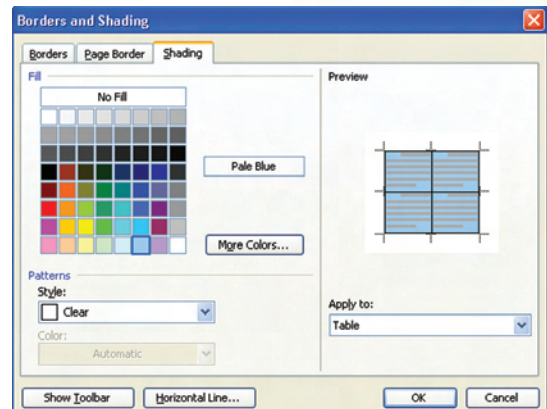 Borders and Shading
Borders
Page Border
Shading
Fill
No Fill
Pale Blue
More Colors...
Patterns
Style:
Clear
Color:
Automatic
Preview
Apply to:
Table
Show Toolbar
Horizontal Line...
OK
Cancel